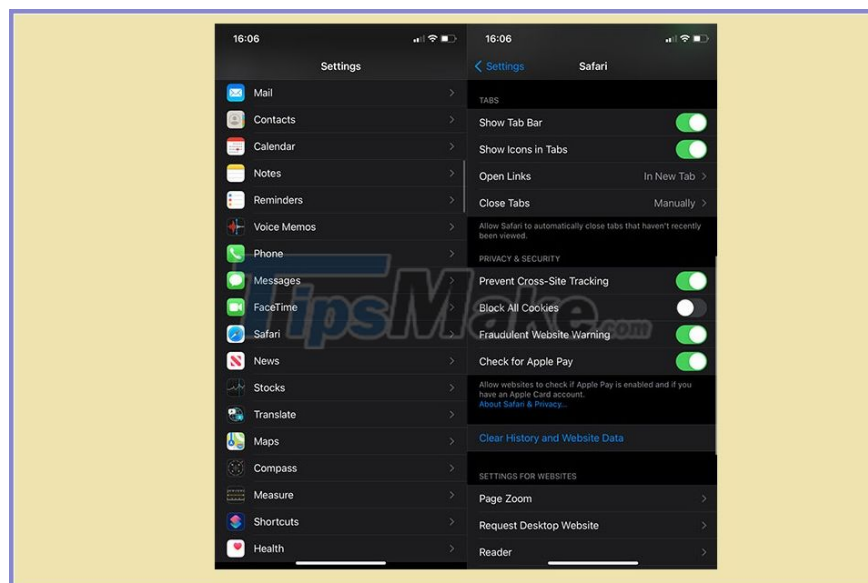 16:06
Settings
Mail
Contacts
Calendar
Notes
Reminders
Voice Memos
Phone
Messages
FaceTime
Safari
News
Stocks
Translate
Maps
Compass
Measure
Shortcuts
Health
16:06
Settings
Safari
TABS
Show Tab Bar
Show Icons in Tabs
Open Links In New Tab
Close Tabs Manually
Allow Safari to automatically close tabs that haven't recently
been viewed.
PRIVACY & SECURITY
Prevent Cross-Site Tracking
Block All Cookies
Fraudulent Website Warning
Check for Apple Pay
Allow websites to check if Apple Pay is enabled and if you
have an Apple Card account.
About Safari & Privacy...
Clear History and Website Data
SETTINGS FOR WEBSITES
Page Zoom
Request Desktop Website
Reader
TipsMake.com